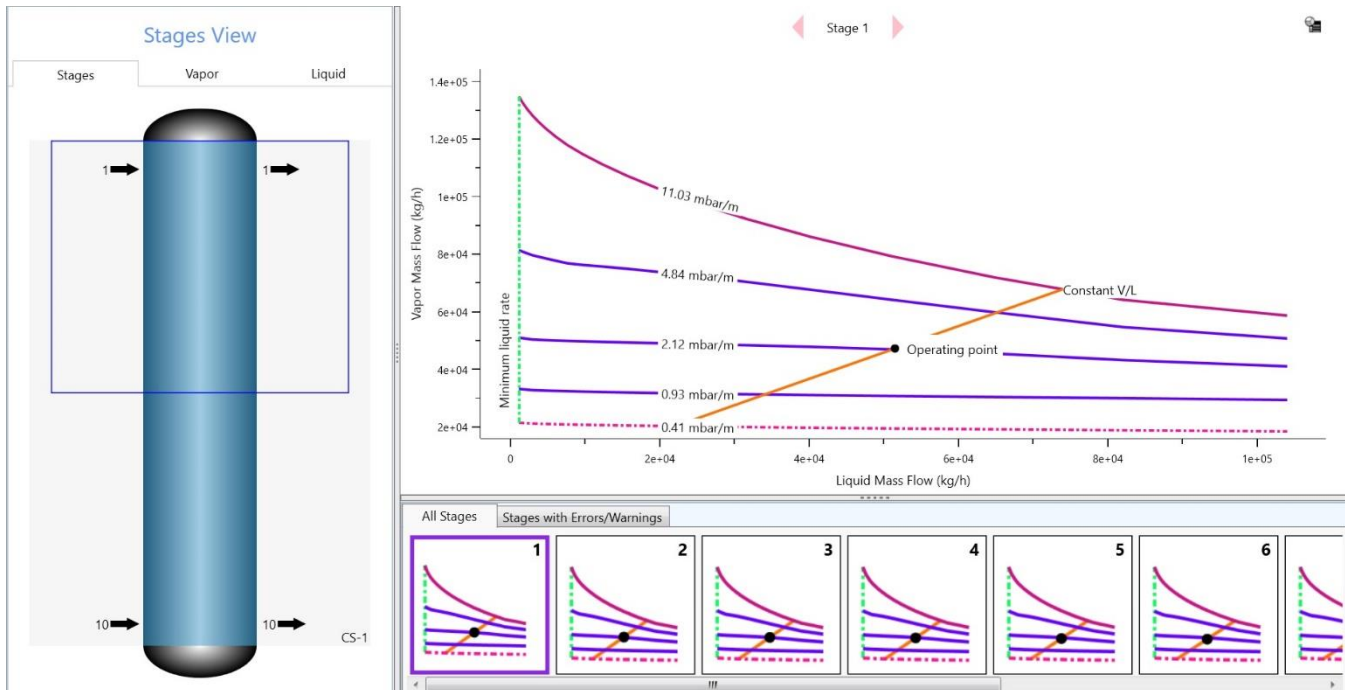 Stages View
Stages
Vapor
Liquid
1
1
10
10
CS-1
Stage 1
Vapor Mass Flow (kg/h)
1.4e+05
1.2e+05
1e+05
8e+04
6e+04
4e+04
2e+04
Minimum liquid rate
11.03 mbar/m
4.84 mbar/m
Constant V/L
2.12 mbar/m
Operating point
0.93 mbar/m
0.41 mbar/m
0
2e+04
4e+04
6e+04
8e+04
1e+05
Liquid Mass Flow (kg/h)
All Stages
Stages with Errors/Warnings
1
2
3
4
5
6